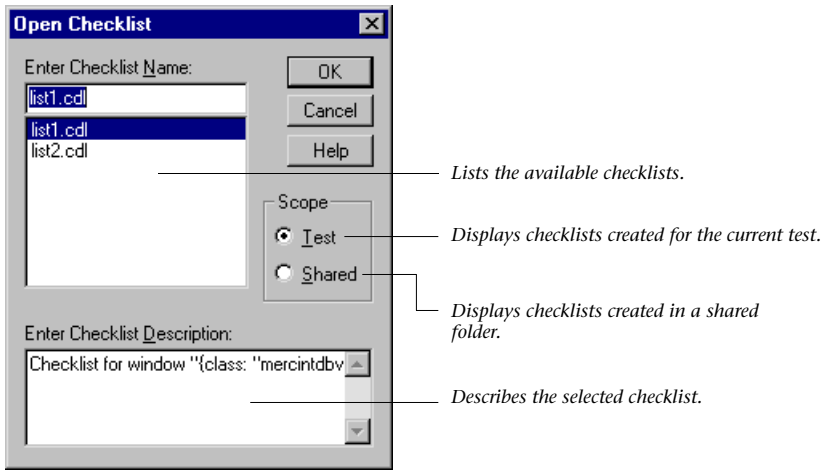 Open Checklist
Enter Checklist Name:
list1.cdl
list1.cdl
list2.cdl
OK
Cancel
Help
Lists the available checklists.
Scope
Test
Displays checklists created for the current test.
Shared
Displays checklists created in a shared
folder.
Enter Checklist Description:
Checklist for window "{class: "mercintdbv
Describes the selected checklist.